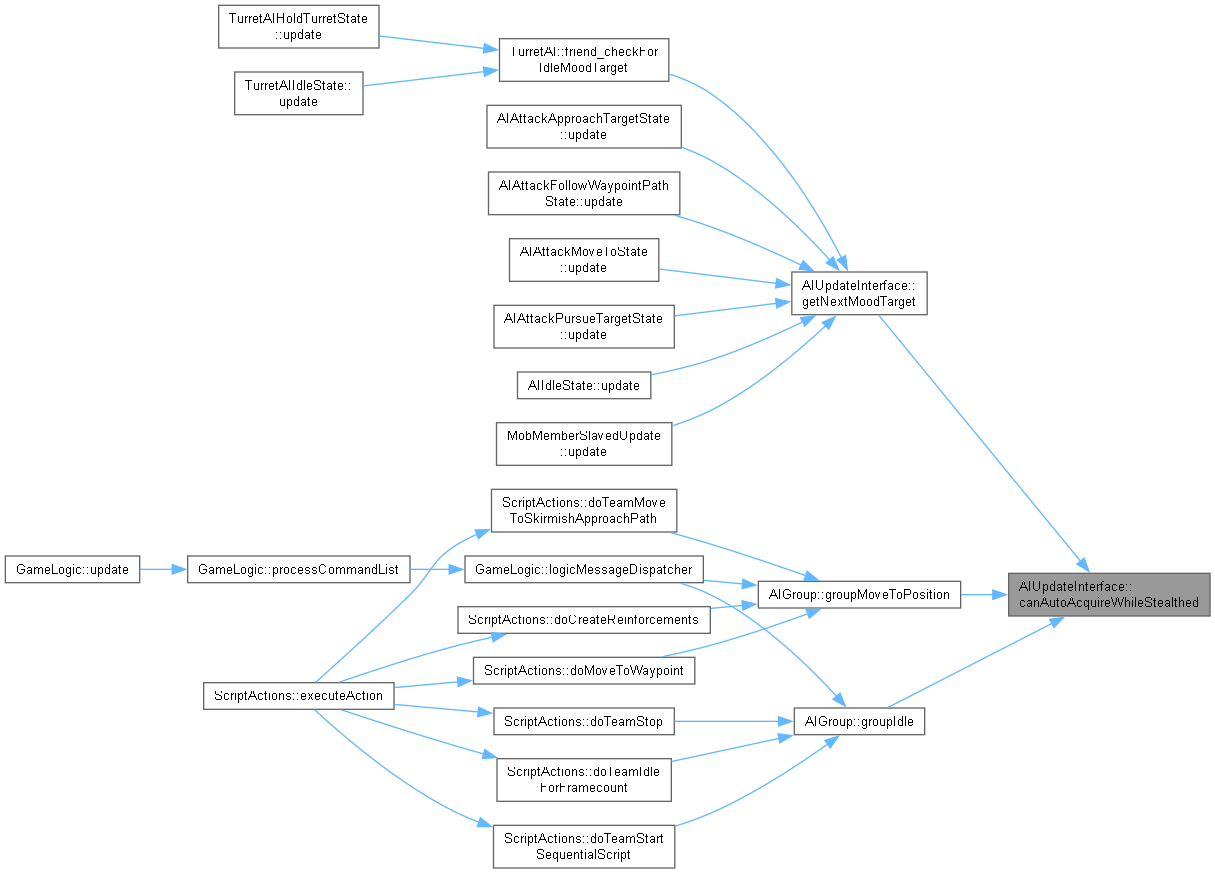 TurretAIHoldTurretState
::update
TurretAI::friend_checkFor
IdleMoodTarget
TurretAIIdleState::
update
AIAttackApproachTargetState
::update
AIAttackFollowWaypointPath
State::update
AIAttackMoveToState
::update
AIUpdateInterface::
getNextMoodTarget
AIAttackPursueTargetState
::update
AIIdleState::update
MobMemberSlavedUpdate
::update
ScriptActions::doTeamMove
ToSkirmishApproachPath
GameLogic::update
GameLogic::processCommandList
GameLogic::logicMessageDispatcher
AIGroup::groupMoveToPosition
AIUpdateInterface::
canAutoAcquireWhileStealthed
ScriptActions::doCreateReinforcements
ScriptActions::doMoveToWaypoint
ScriptActions::executeAction
ScriptActions::doTeamStop
AIGroup::groupIdle
ScriptActions::doTeamIdle
ForFramecount
ScriptActions::doTeamStart
SequentialScript